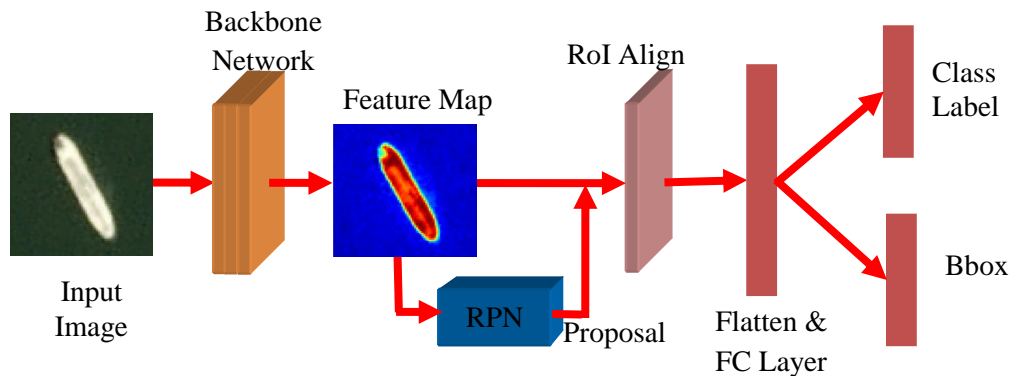 Backbone
Network
RoI Align
Class
Label
Feature Map
Input
Image
RPN
Proposal
Flatten &
FC Layer
Bbox